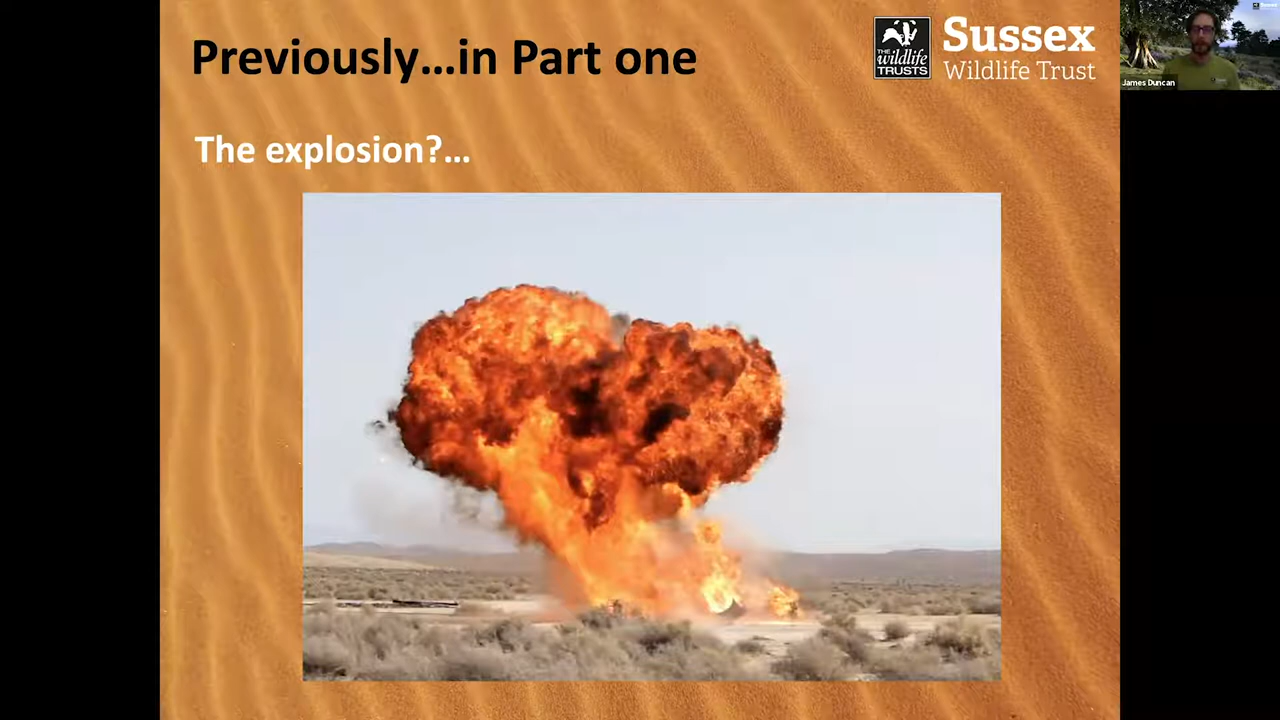 Previously...in Part one
THE
wildlife
TRUSTS
Sussex
Wildlife Trust
The explosion?...
James Duncan